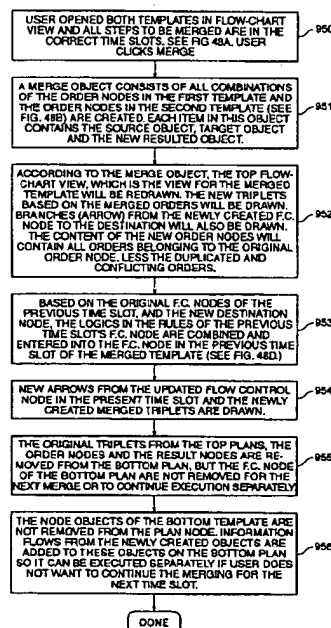 USER OPENED BOTH TEMPLATES IN FLOW-CHART
VIEW AND ALL STEPS TO BE MERGED ARE IN THE
CORRECT TIME SLOTS. SEE FIG 48A. USER
CLICKS MERGE
950
A MERGE OBJECT CONSISTS OF ALL COMBINATIONS
OF THE ORDER NODES IN THE FIRST TEMPLATE AND
THE ORDER NODES IN THE SECOND TEMPLATE (SEE
FIG. 48B) ARE CREATED. EACH ITEM IN THIS OBJECT
CONTAINS THE SOURCE OBJECT, TARGET OBJECT
AND THE NEW RESULTED OBJECT.
951
ACCORDING TO THE MERGE OBJECT, THE TOP FLOW-
CHART VIEW, WHICH IS THE VIEW FOR THE MERGED
TEMPLATE WILL BE REDRAWN. THE NEW TRIPLETS
BASED ON THE MERGED ORDERS WILL BE DRAWN.
BRANCHES (ARROW) FROM THE NEWLY CREATED F.C.
NODE TO THE DESTINATION WILL ALSO BE DRAWN.
THE CONTENT OF THE NEW ORDER NODES WILL
CONTAIN ALL ORDERS BELONGING TO THE ORIGINAL
ORDER NODE. LESS THE DUPLICATED AND
CONFLICTING ORDERS.
952
BASED ON THE ORIGINAL F.C. NODES OF THE
PREVIOUS TIME SLOT, AND THE NEW DESTINATION
NODE, THE LOGICS IN THE RULES OF THE PREVIOUS
TIME SLOT'S F.C. NODE ARE COMBINED AND
ENTERED INTO THE F.C. NODE IN THE PREVIOUS TIME
SLOT OF THE MERGED TEMPLATE (SEE FIG. 48D.)
953
NEW ARROWS FROM THE UPDATED FLOW CONTROL
NODE IN THE PRESENT TIME SLOT AND THE NEWLY
CREATED MERGED TRIPLETS ARE DRAWN.
954
THE ORIGINAL TRIPLETS FROM THE TOP PLANS, THE
ORDER NODES AND THE RESULT NODES ARE RE-
MOVED FROM THE BOTTOM PLAN, BUT THE F.C. NODE
OF THE BOTTOM PLAN ARE NOT REMOVED FOR THE
NEXT MERGE OR TO CONTINUE EXECUTION SEPARATELY
955
THE NODE OBJECTS OF THE BOTTOM TEMPLATE ARE
NOT REMOVED FROM THE PLAN NODE. INFORMATION
FLOWS FROM THE NEWLY CREATED OBJECTS ARE
ADDED TO THESE OBJECTS ON THE BOTTOM PLAN
SO IT CAN BE EXECUTED SEPARATELY IF USER DOES
NOT WANT TO CONTINUE THE MERGING FOR THE
NEXT TIME SLOT.
956
DONE